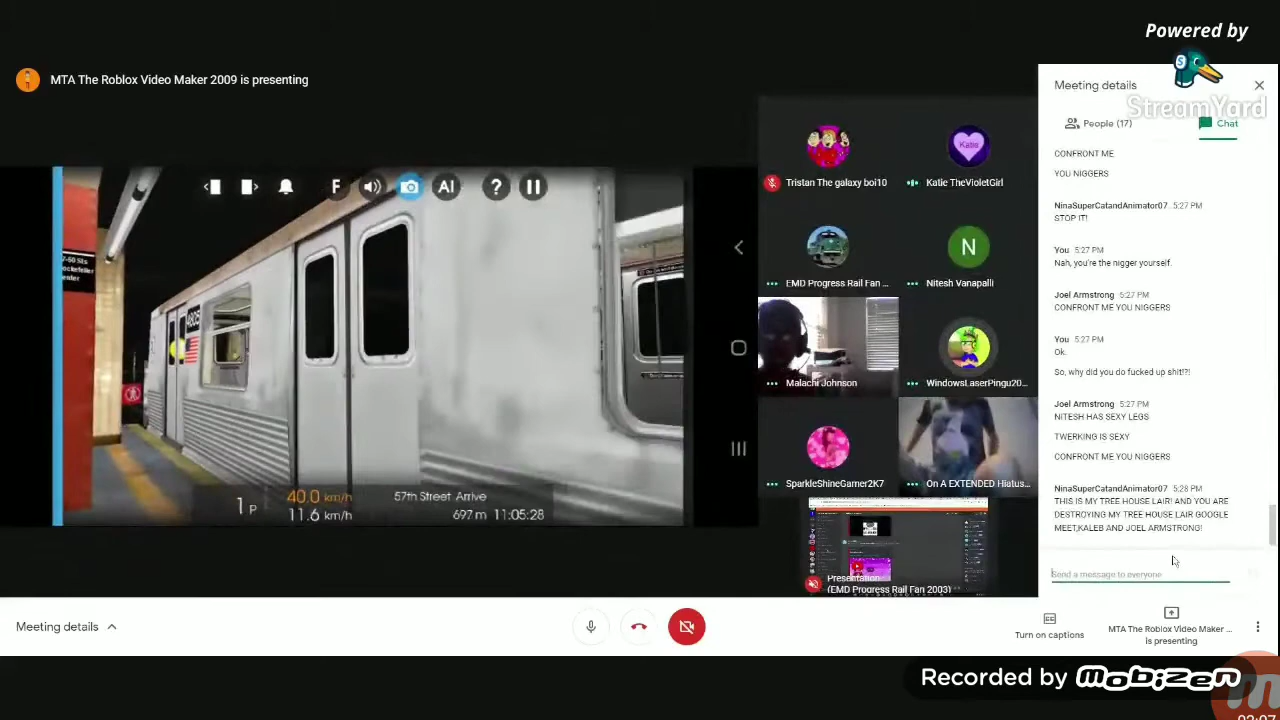 Powered by
StreamYard
MTA The Roblox Video Maker 2009 is presenting
Meeting details
People (17)
Chat
CONFRONT ME
YOU NIGGERS
NinaSuperCatandAnimator07 5:27 PM
STOP IT!
You 5:27 PM
Nah, you're the nigger yourself.
Joel Armstrong 5:27 PM
CONFRONT ME YOU NIGGERS
You 5:27 PM
Ok.
So, why did you do fucked up shit!?!
Joel Armstrong 5:27 PM
NITESH HAS SEXY LEGS
TWERKING IS SEXY
CONFRONT ME YOU NIGGERS
NinaSuperCatandAnimator07 5:28 PM
THIS IS MY TREE HOUSE LAIR! AND YOU ARE
DESTROYING MY TREE HOUSE LAIR GOOGLE
MEET,KALEB AND JOEL ARMSTRONG!
Send a message to everyone
F
AI
?
4805
1 P
40.0 km/h
11.6 km/h
57th Street Arrive
697 m 11:05:28
Katie
Tristan The galaxy boi10
Katie TheVioletGirl
N
EMD Progress Rail Fan ...
Nitesh Vanapalli
Malachi Johnson
WindowsLaserPingu20...
SparkleShineGamer2K7
On A EXTENDED Hiatus...
Presentation
(EMD Progress Rail Fan 2003)
Meeting details
Turn on captions
MTA The Roblox Video Maker ...
is presenting
Recorded by Mobizen